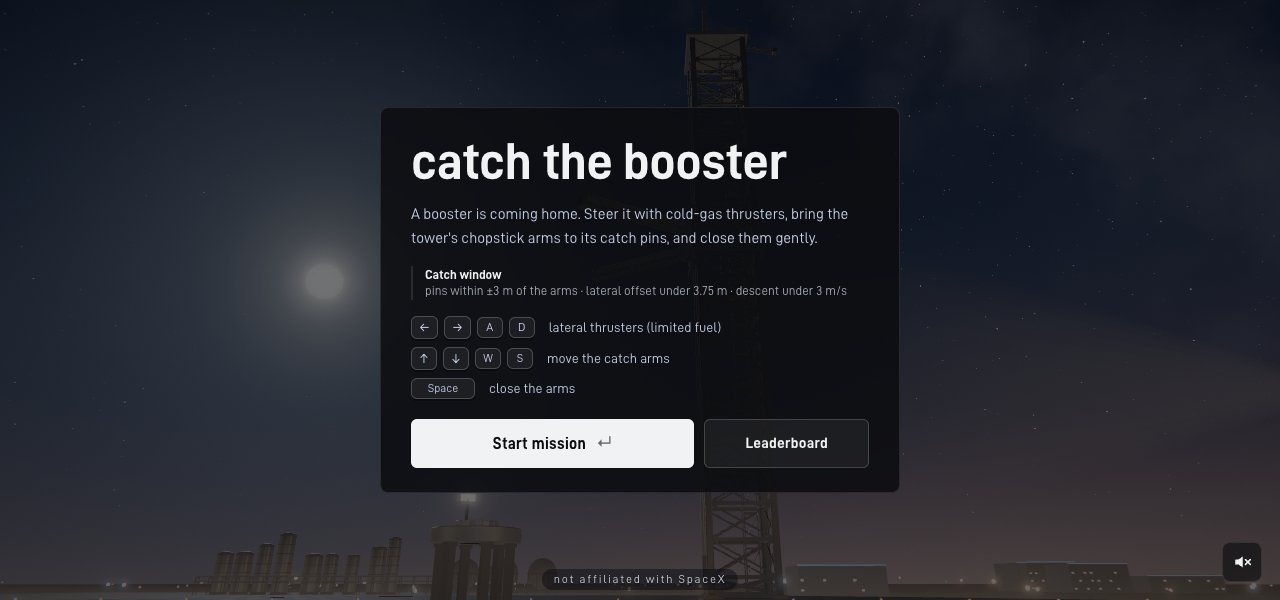 catch the booster
A booster is coming home. Steer it with cold-gas thrusters, bring the
tower's chopstick arms to its catch pins, and close them gently.
Catch window
pins within ±3 m of the arms · lateral offset under 3.75 m · descent under 3 m/s
← → A D lateral thrusters (limited fuel)
↑ ↓ W S move the catch arms
Space close the arms
Start mission ↵ Leaderboard
not affiliated with SpaceX